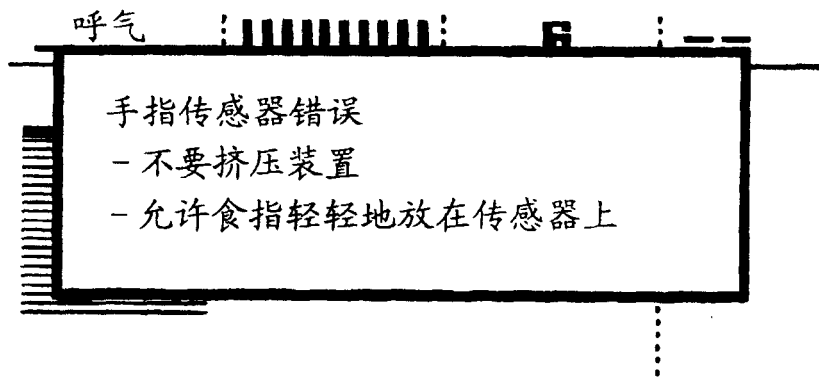 呼气 6 — —
手指传感器错误
- 不要挤压装置
- 允许食指轻轻地放在传感器上